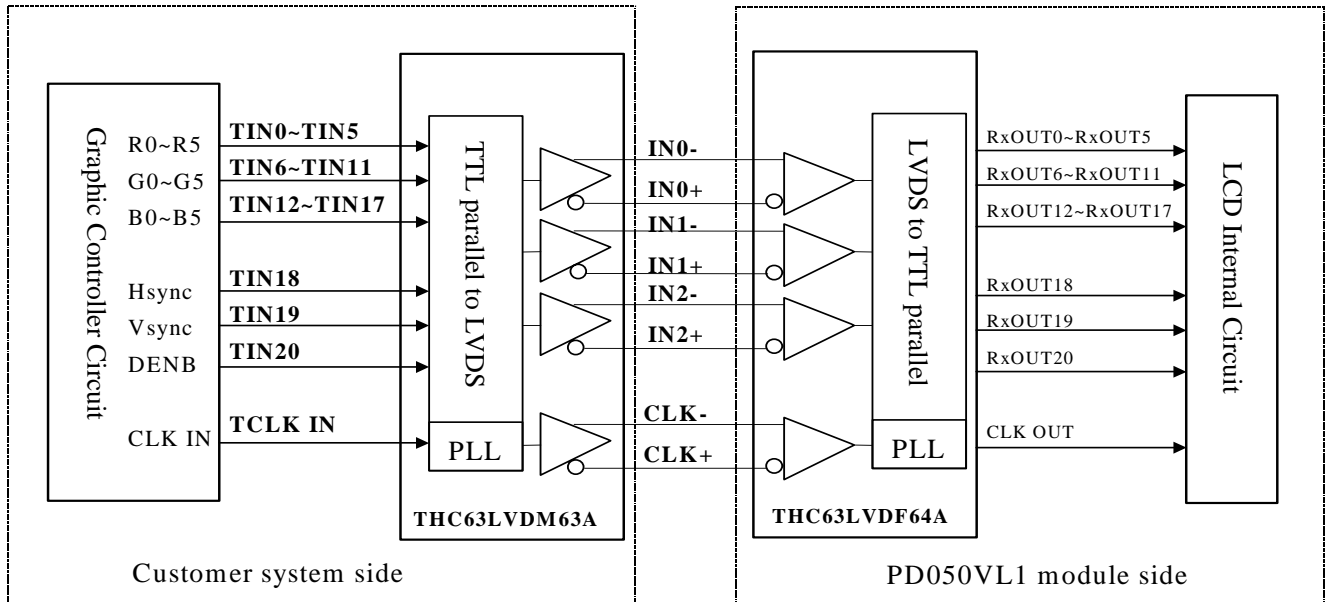 Graphic Controller Circuit
R0~R5
G0~G5
B0~B5
Hsync
Vsync
DENB
CLK IN
TIN0~TIN5
TIN6~TIN11
TIN12~TIN17
TIN18
TIN19
TIN20
TCLK IN
TTL parallel to LVDS
PLL
THC63LVDM63A
IN0-
IN0+
IN1-
IN1+
IN2-
IN2+
CLK-
CLK+
LVDS to TTL parallel
PLL
THC63LVDF64A
RxOUT0~RxOUT5
RxOUT6~RxOUT11
RxOUT12~RxOUT17
RxOUT18
RxOUT19
RxOUT20
CLK OUT
LCD Internal Circuit
Customer system side
PD050VL1 module side